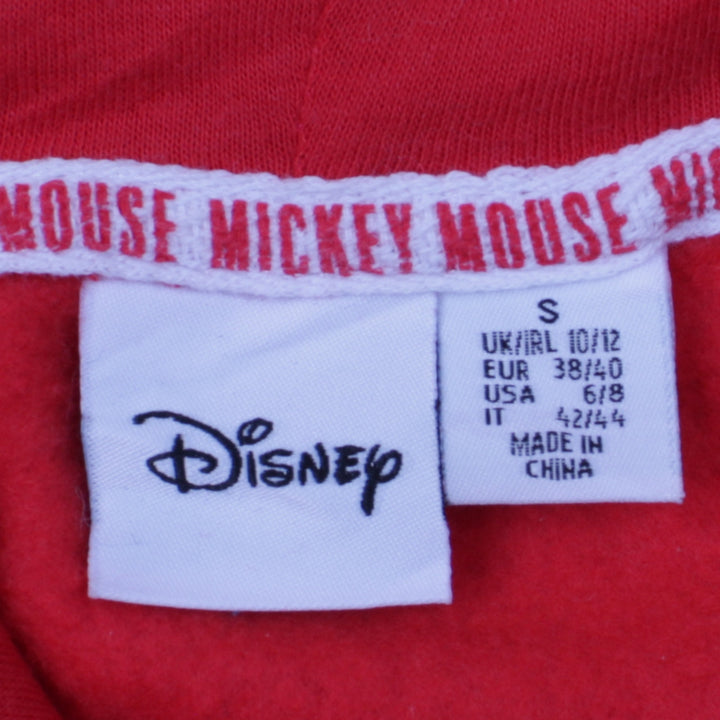 MOUSE MICKEY MOUSE MIC
Disney
S
UK/IRL 10/12
EUR 38/40
USA 6/8
IT 42/44
MADE IN
CHINA